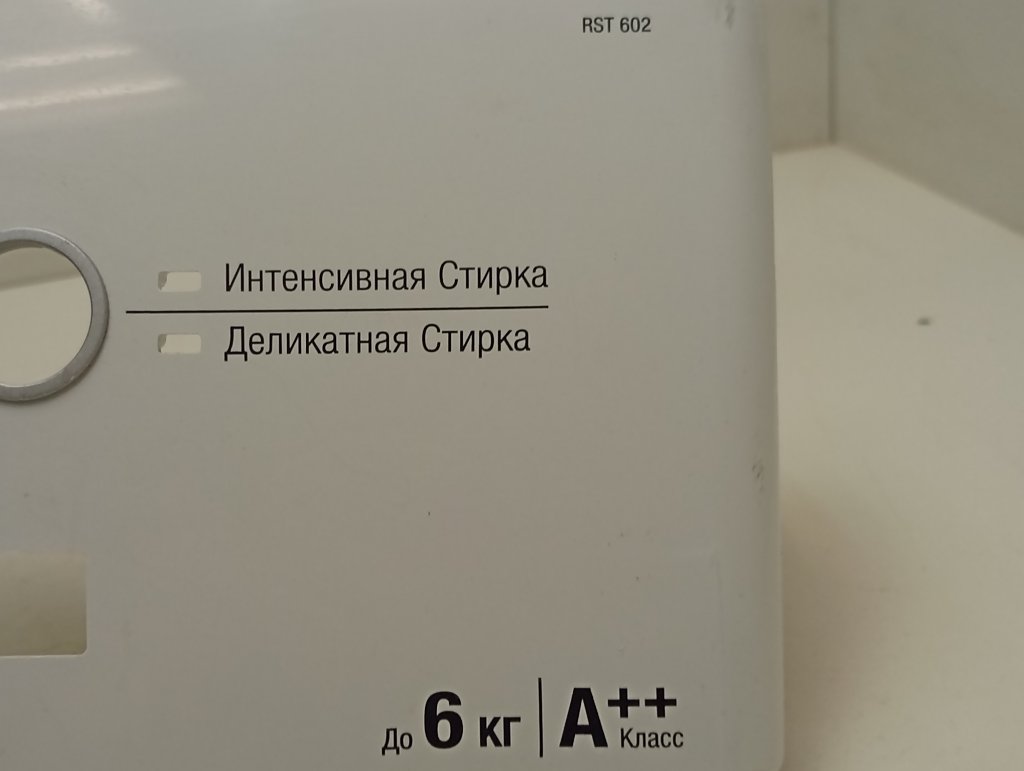 RST 602
Интенсивная Стирка
Деликатная Стирка
До 6 кг | A++ Класс